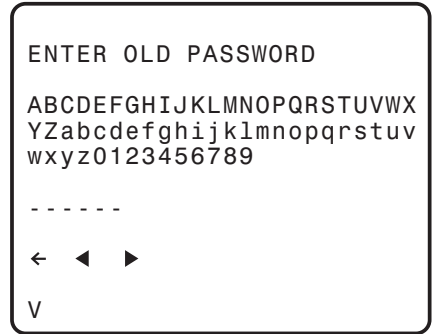 ENTER OLD PASSWORD
ABCDEFGHIJKLMNOPQRSTUVWX
YZabcdefghijklmnopqrstuv
wxyz0123456789
------
← ◀ ▶
V